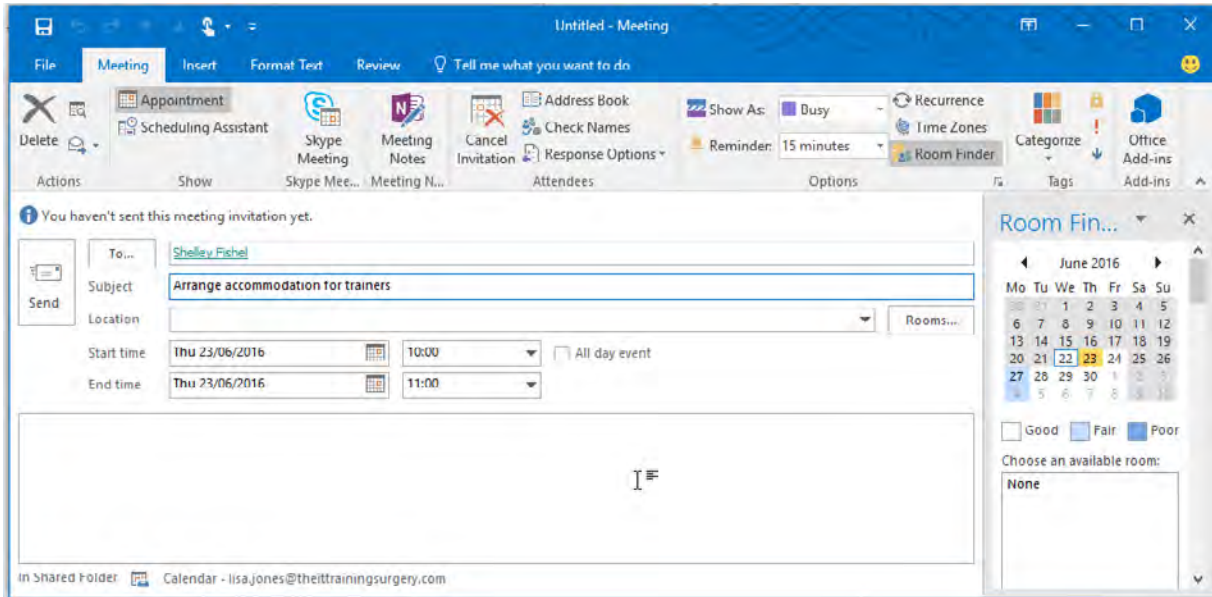 Untitled - Meeting
File Meeting Insert Format Text Review Tell me what you want to do
Delete
Actions
Appointment
Scheduling Assistant
Show
Skype Meeting
Skype Mee...
Meeting Notes
Meeting N...
Cancel Invitation
Address Book
Check Names
Response Options
Attendees
Show As: Busy
Reminder: 15 minutes
Recurrence
Time Zones
Room Finder
Options
Categorize
Tags
Office Add-ins
Add-ins
You haven't sent this meeting invitation yet.
Send
To... Shelley Fishel
Subject Arrange accommodation for trainers
Location Rooms...
Start time Thu 23/06/2016 10:00 All day event
End time Thu 23/06/2016 11:00
In Shared Folder Calendar - lisa.jones@theittrainingsurgery.com
Room Fin...
June 2016
Mo Tu We Th Fr Sa Su
30 31 1 2 3 4 5
6 7 8 9 10 11 12
13 14 15 16 17 18 19
20 21 22 23 24 25 26
27 28 29 30 1 2 3
4 5 6 7 8 9 10
Good Fair Poor
Choose an available room:
None